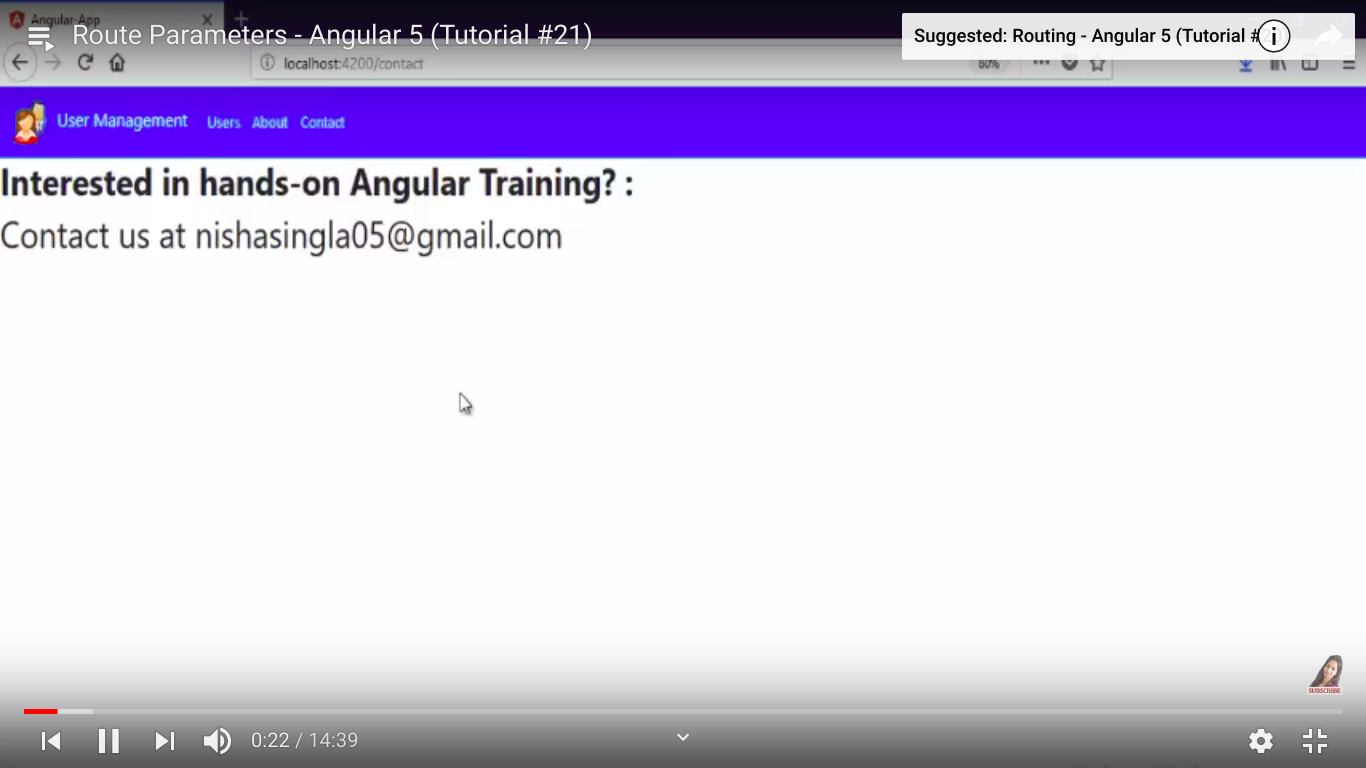 Angular-App
Route Parameters - Angular 5 (Tutorial #21)
Suggested: Routing - Angular 5 (Tutorial #
localhost:4200/contact
80%
User Management
Users
About
Contact
Interested in hands-on Angular Training? :
Contact us at nishasingla05@gmail.com
SUBSCRIBE
0:22 / 14:39